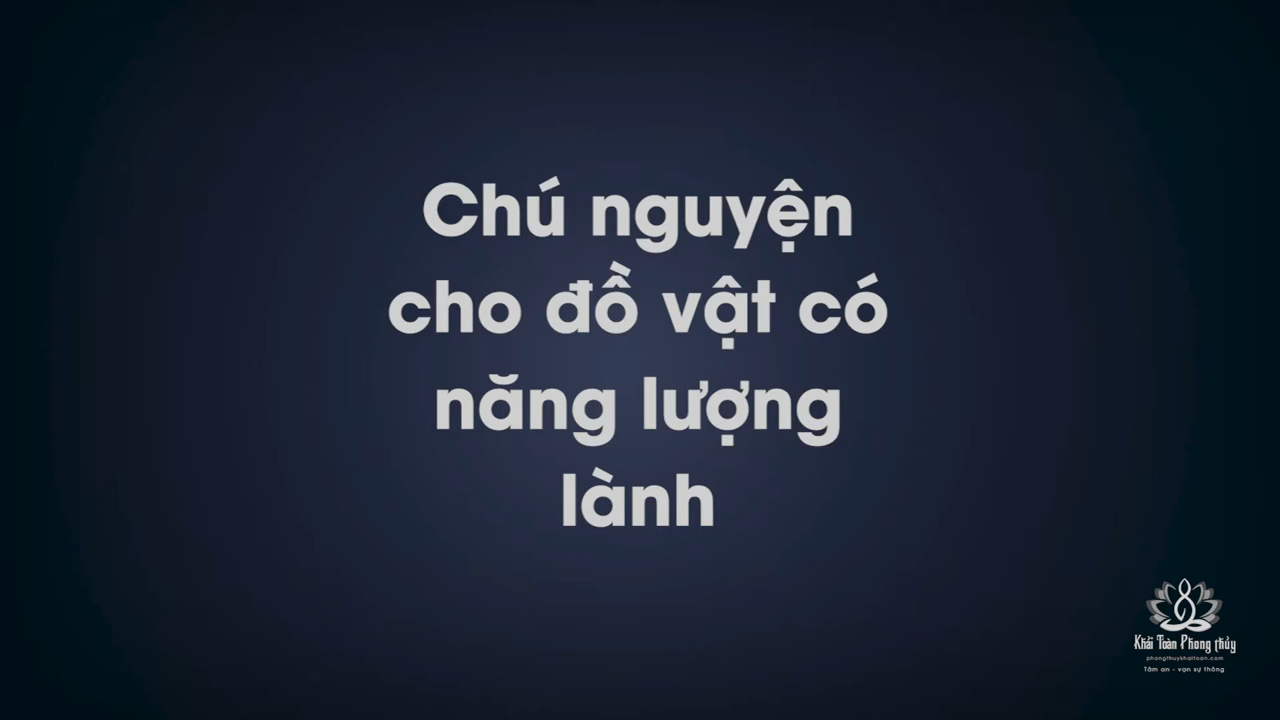 Chú nguyện
cho đồ vật có
năng lượng
lành
Khải Toàn Phong thủy
phongthuykhaitoan.com
Tâm an - vạn sự thông